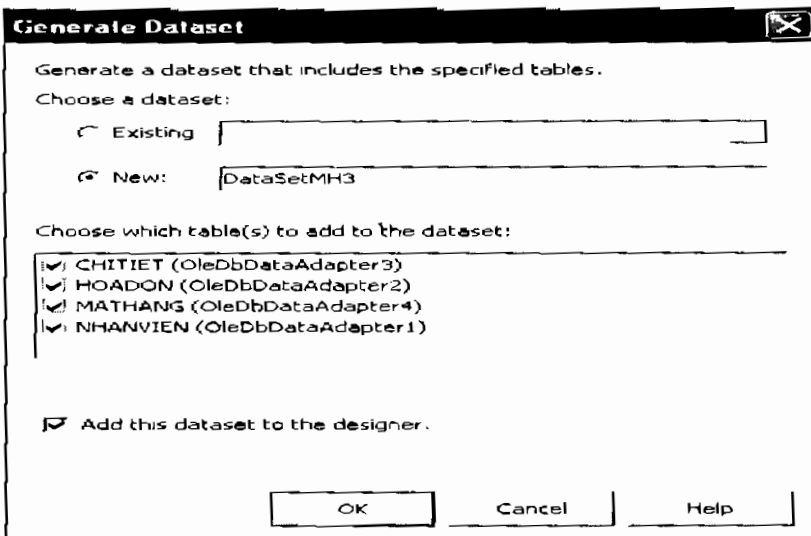 Generate Dataset
Generate a dataset that includes the specified tables.
Choose a dataset:
Existing
New: DataSetMH3
Choose which table(s) to add to the dataset:
CHITIET (OleDbDataAdapter3)
HOADON (OleDbDataAdapter2)
MATHANG (OleDbDataAdapter4)
NHANVIEN (OleDbDataAdapter1)
Add this dataset to the designer.
OK Cancel Help